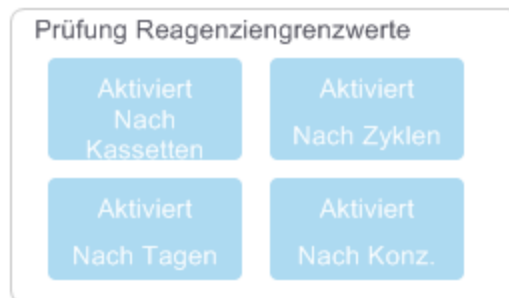 Prüfung Reagenziengrenzwerte
Aktiviert
Nach
Kassetten
Aktiviert
Nach Zyklen
Aktiviert
Nach Tagen
Aktiviert
Nach Konz.